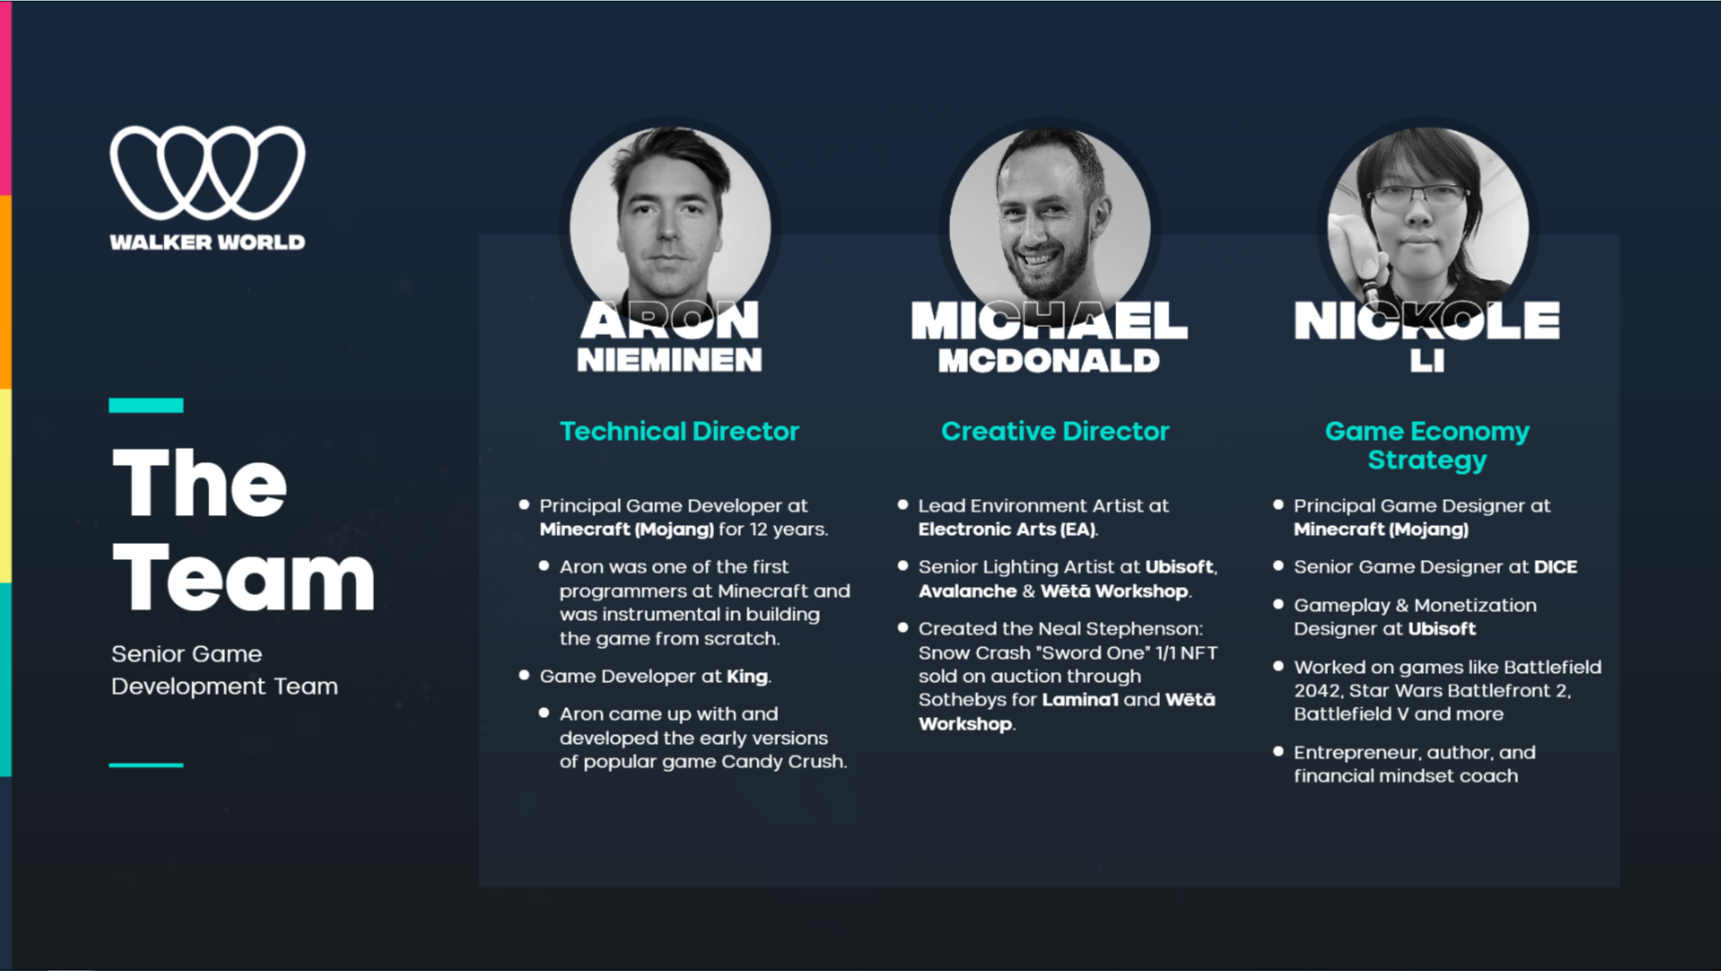 WALKER WORLD
The
Team
Senior Game
Development Team
ARON
NIEMINEN
Technical Director
Principal Game Developer at
Minecraft (Mojang) for 12 years.
Aron was one of the first
programmers at Minecraft and
was instrumental in building
the game from scratch.
Game Developer at King.
Aron came up with and
developed the early versions
of popular game Candy Crush.
MICHAEL
MCDONALD
Creative Director
Lead Environment Artist at
Electronic Arts (EA).
Senior Lighting Artist at Ubisoft,
Avalanche & Wētā Workshop.
Created the Neal Stephenson:
Snow Crash "Sword One" 1/1 NFT
sold on auction through
Sothebys for Lamina1 and Wētā
Workshop.
NICKOLE
LI
Game Economy
Strategy
Principal Game Designer at
Minecraft (Mojang)
Senior Game Designer at DICE
Gameplay & Monetization
Designer at Ubisoft
Worked on games like Battlefield
2042, Star Wars Battlefront 2,
Battlefield V and more
Entrepreneur, author, and
financial mindset coach